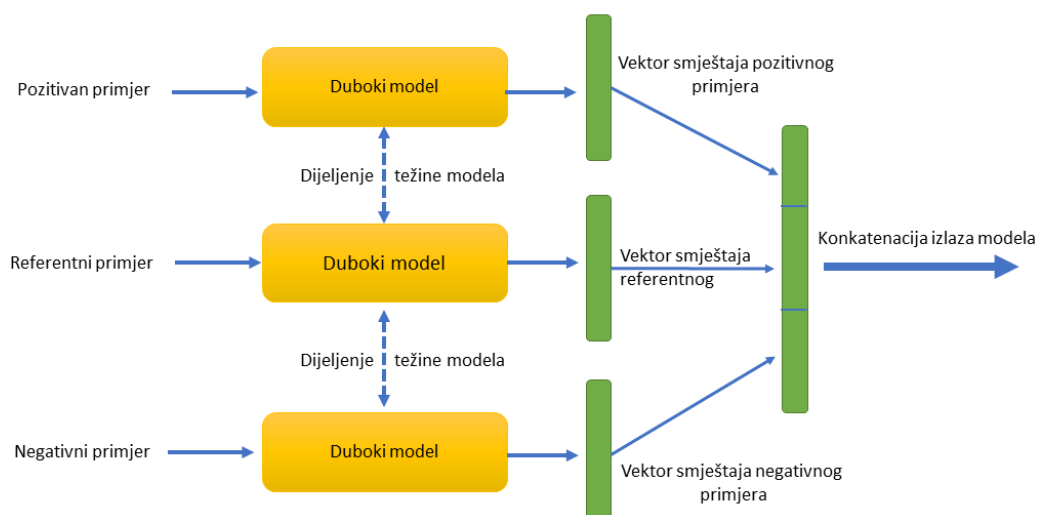 Pozitivan primjer
Duboki model
Vektor smještaja pozitivnog
primjera
Dijeljenje težine modela
Referentni primjer
Duboki model
Vektor smještaja
referentnog
Konkatenacija izlaza modela
Dijeljenje težine modela
Negativni primjer
Duboki model
Vektor smještaja negativnog
primjera